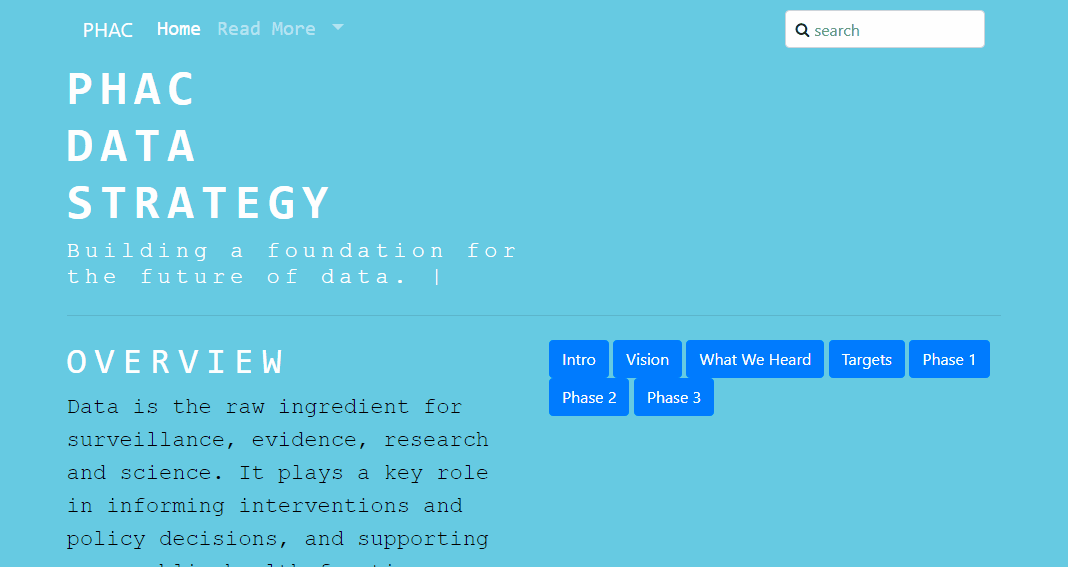 PHAC Home Read More search
PHAC
DATA
STRATEGY
Building a foundation for
the future of data. |
OVERVIEW
Data is the raw ingredient for
surveillance, evidence, research
and science. It plays a key role
in informing interventions and
policy decisions, and supporting
Intro Vision What We Heard Targets Phase 1
Phase 2 Phase 3